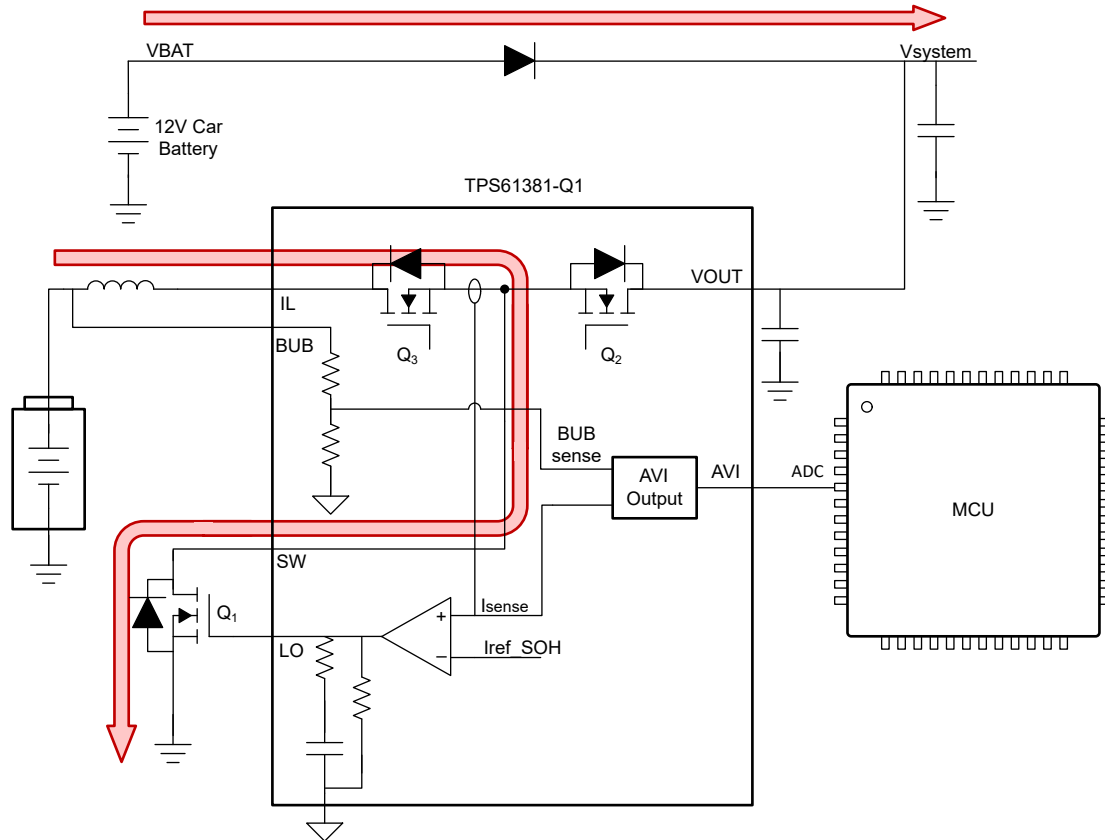 VBAT
Vsystem
12V Car
Battery
TPS61381-Q1
VOUT
IL
BUB
Q3
Q2
BUB
sense
AVI
Output
AVI
ADC
MCU
SW
Q1
Isense
LO
Iref_SOH
+
−